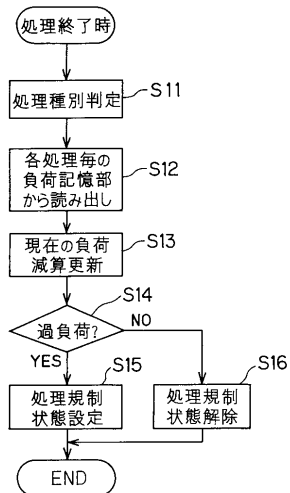 処理終了時
処理種別判定
S11
各処理毎の
負荷記憶部
から読み出し
S12
現在の負荷
減算更新
S13
過負荷?
S14
NO
YES
処理規制
状態設定
S15
処理規制
状態解除
S16
END